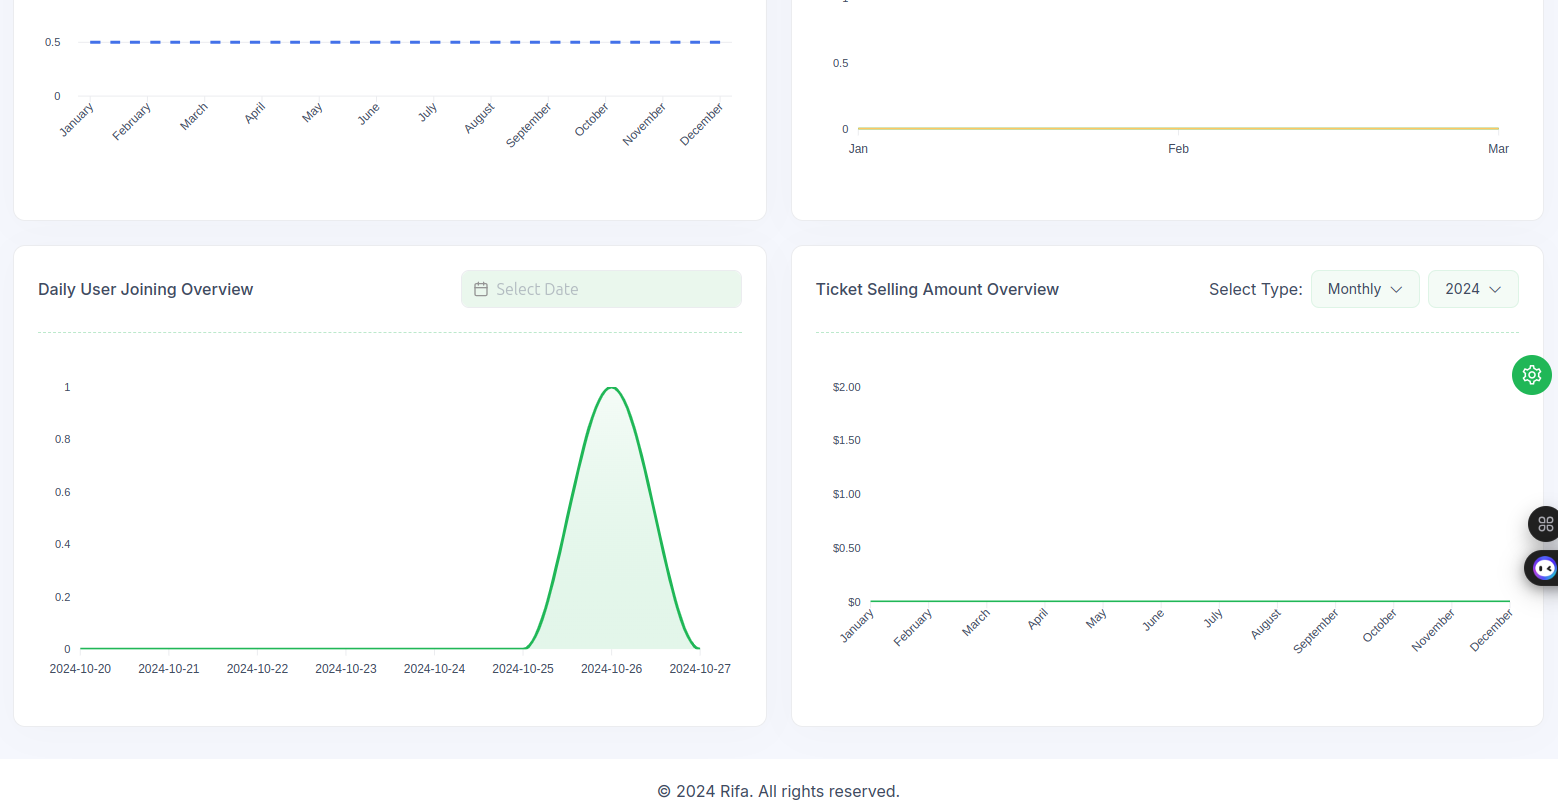 0.5
0
January
February
March
April
May
June
July
August
September
October
November
December
0.5
0
Jan
Feb
Mar
Daily User Joining Overview
Select Date
1
0.8
0.6
0.4
0.2
0
2024-10-20
2024-10-21
2024-10-22
2024-10-23
2024-10-24
2024-10-25
2024-10-26
2024-10-27
Ticket Selling Amount Overview
Select Type:
Monthly
2024
$2.00
$1.50
$1.00
$0.50
$0
January
February
March
April
May
June
July
August
September
October
November
December
© 2024 Rifa. All rights reserved.